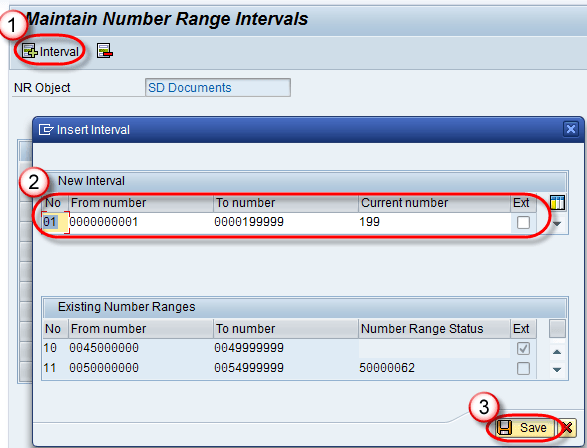 1
Maintain Number Range Intervals
Interval
NR Object SD Documents
Insert Interval
2
New Interval
No From number To number Current number Ext
01 0000000001 0000199999 199
Existing Number Ranges
No From number To number Number Range Status Ext
10 0045000000 0049999999
11 0050000000 0054999999 50000062
3
Save